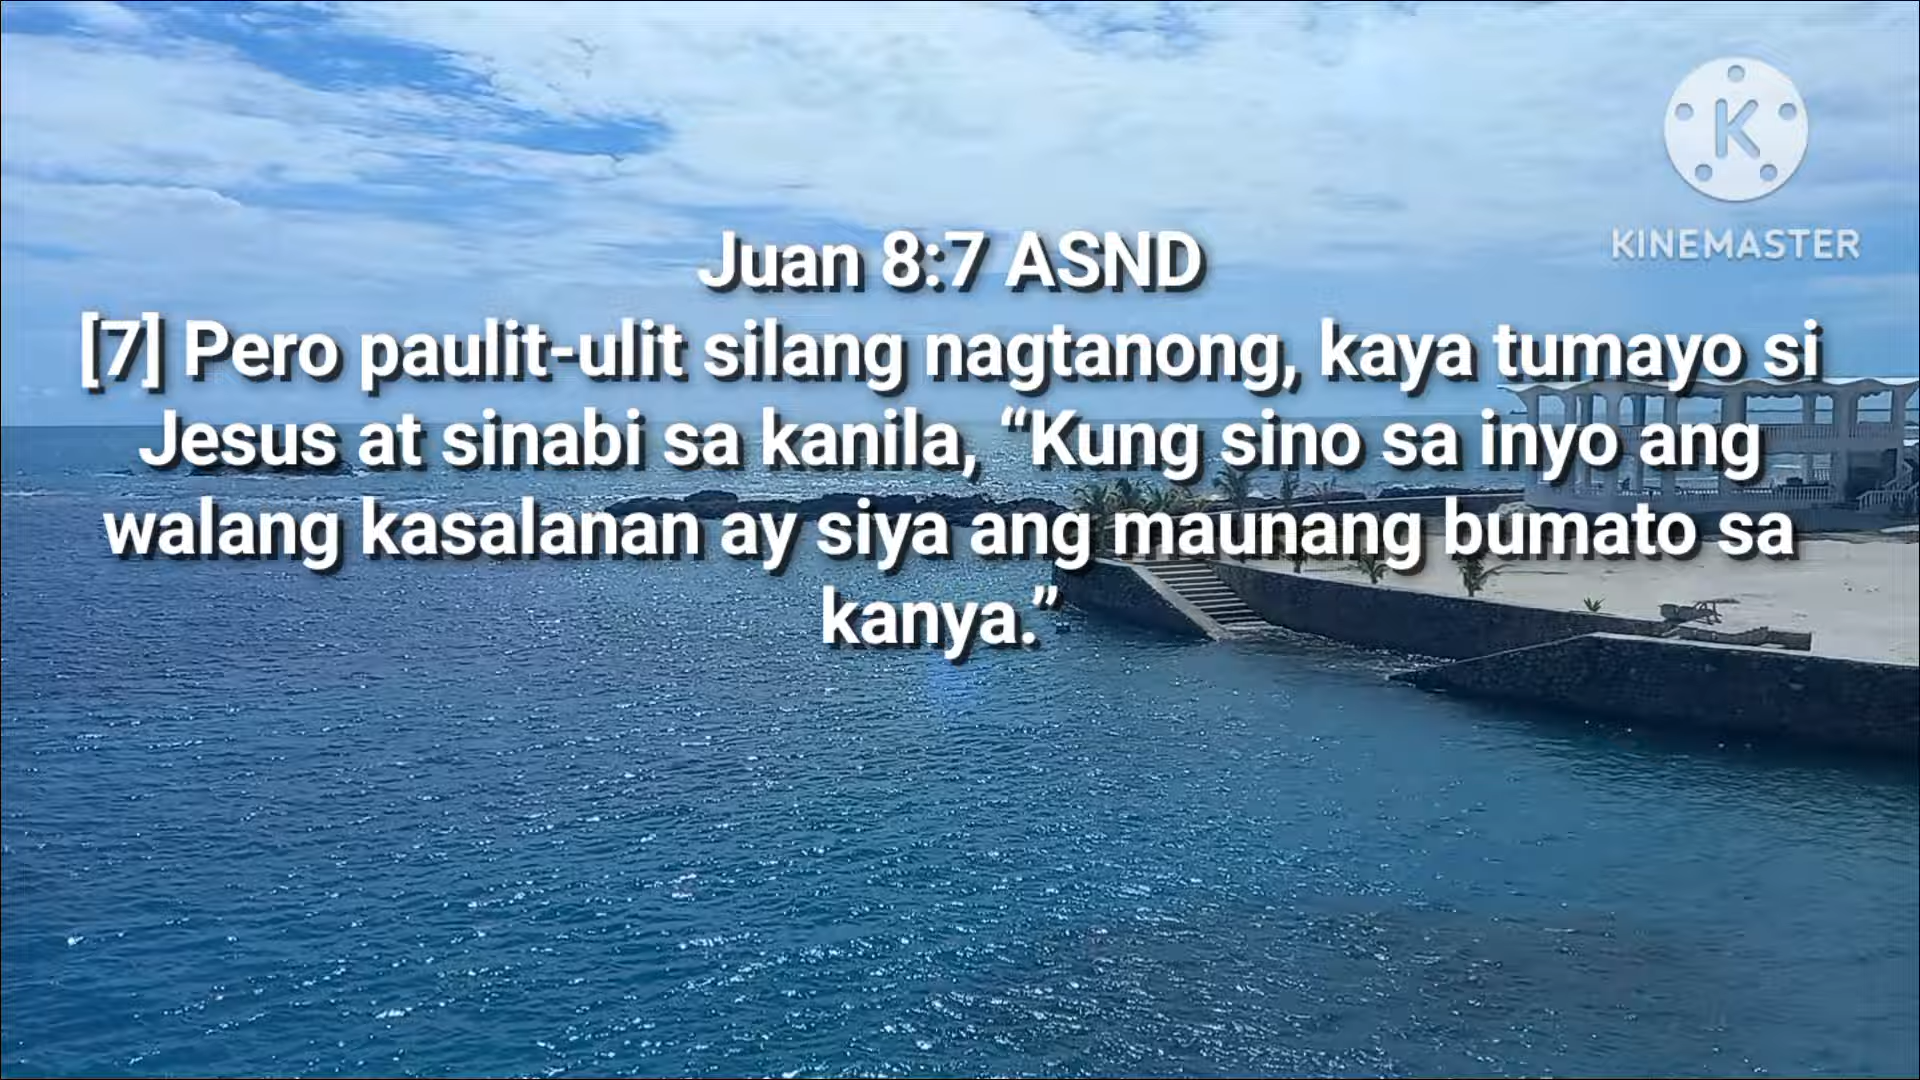 K
KINEMASTER
Juan 8:7 ASND
[7] Pero paulit-ulit silang nagtanong, kaya tumayo si
Jesus at sinabi sa kanila, “Kung sino sa inyo ang
walang kasalanan ay siya ang maunang bumato sa
kanya.”